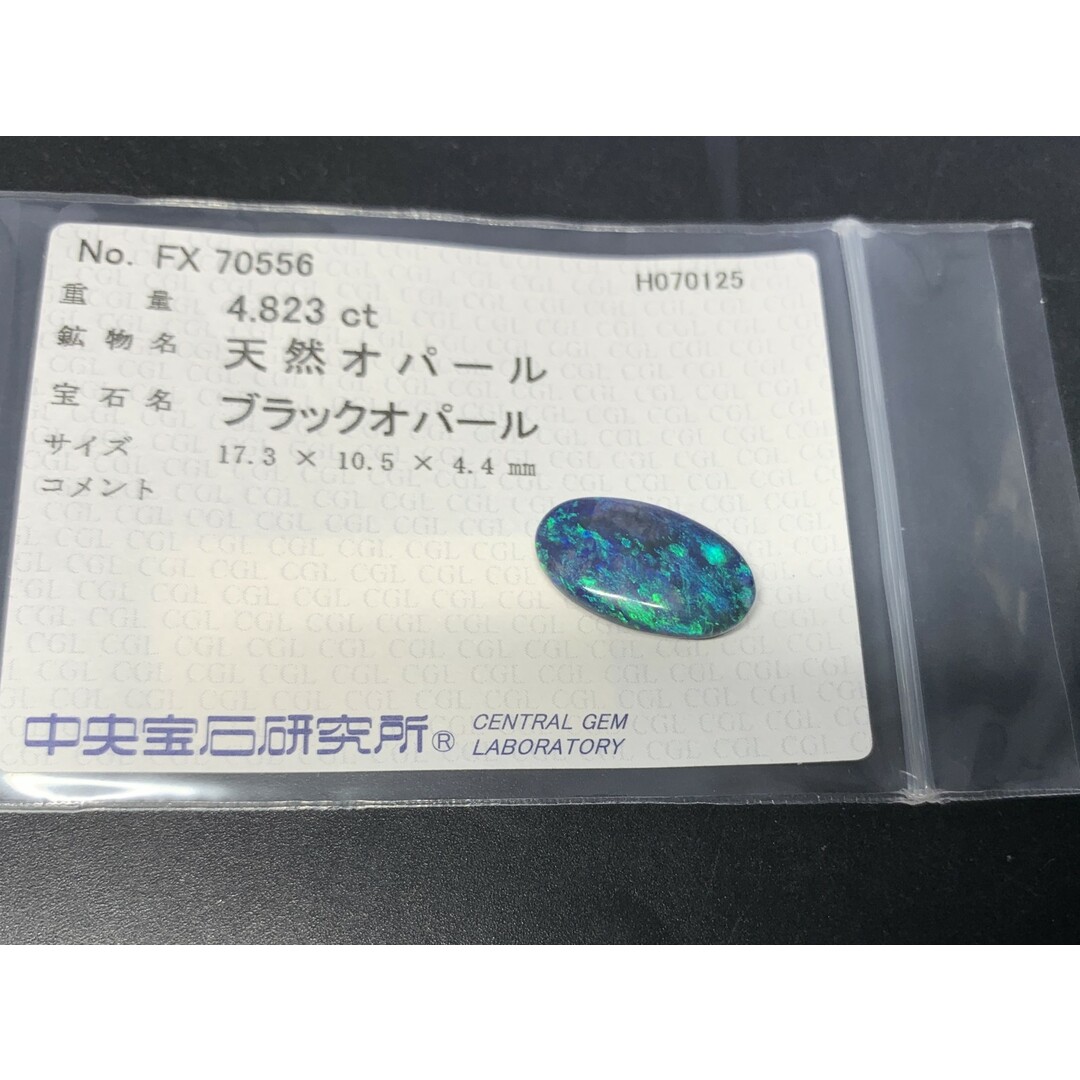 No. FX 70556
H070125
重量 4.823 ct
鉱物名 天然オパール
宝石名 ブラックオパール
サイズ 17.3 × 10.5 × 4.4 mm
コメント
中央宝石研究所®
CENTRAL GEM
LABORATORY